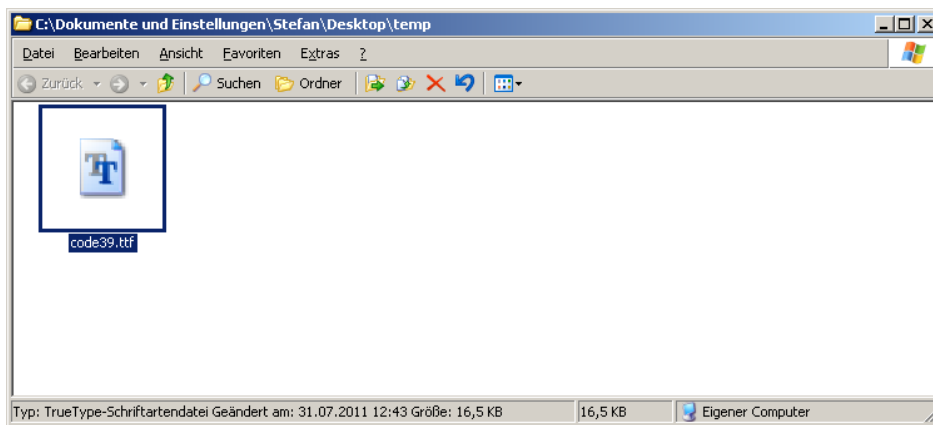 C:\Dokumente und Einstellungen\Stefan\Desktop\temp
Datei Bearbeiten Ansicht Favoriten Extras ?
Zurück Suchen Ordner
code39.ttf
Typ: TrueType-Schriftartendatei Geändert am: 31.07.2011 12:43 Größe: 16,5 KB 16,5 KB Eigener Computer